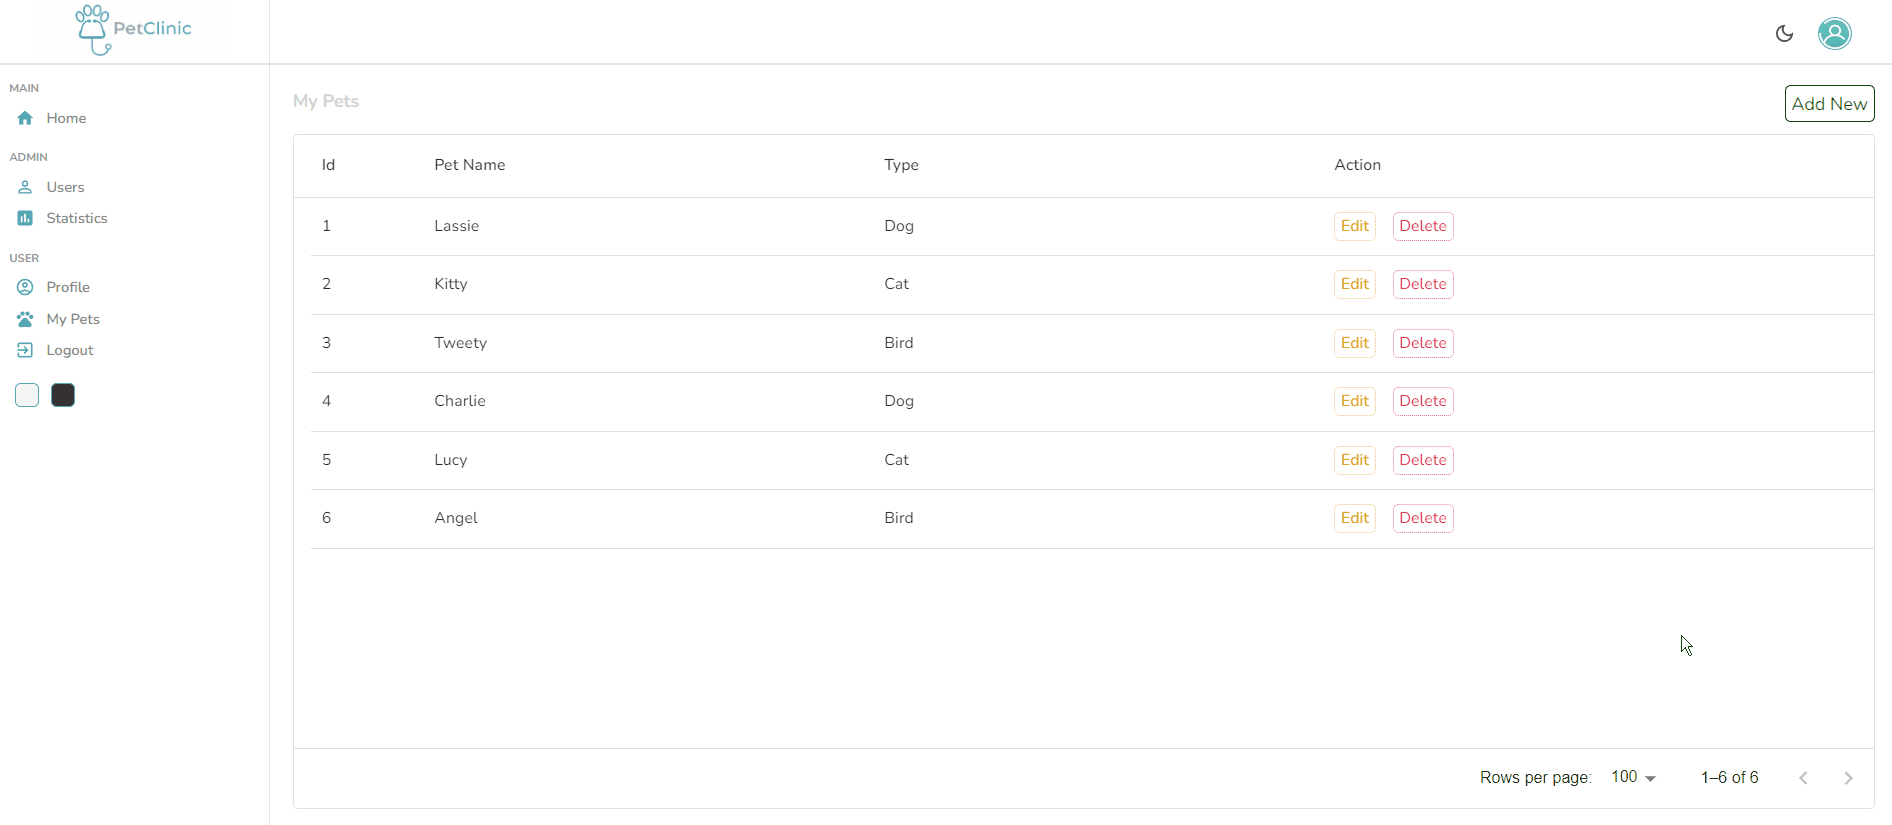 PetClinic
MAIN
Home
ADMIN
Users
Statistics
USER
Profile
My Pets
Logout
My Pets
Add New
Id Pet Name Type Action
1 Lassie Dog Edit Delete
2 Kitty Cat Edit Delete
3 Tweety Bird Edit Delete
4 Charlie Dog Edit Delete
5 Lucy Cat Edit Delete
6 Angel Bird Edit Delete
Rows per page: 100 1–6 of 6